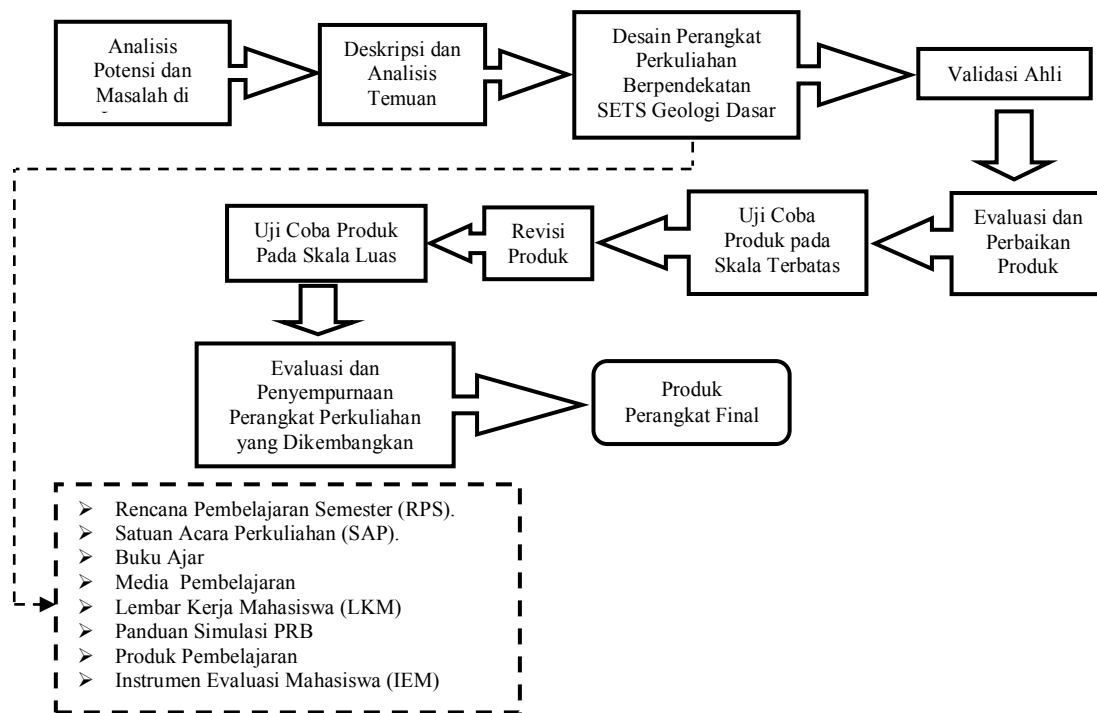 Analisis
Potensi dan
Masalah di
Deskripsi dan
Analisis
Temuan
Desain Perangkat
Perkuliahan
Berpendekatan
SETS Geologi Dasar
Validasi Ahli
Evaluasi dan
Perbaikan
Produk
Uji Coba
Produk pada
Skala Terbatas
Revisi
Produk
Uji Coba Produk
Pada Skala Luas
Evaluasi dan
Penyempurnaan
Perangkat Perkuliahan
yang Dikembangkan
Produk
Perangkat Final
➢ Rencana Pembelajaran Semester (RPS).
➢ Satuan Acara Perkuliahan (SAP).
➢ Buku Ajar
➢ Media Pembelajaran
➢ Lembar Kerja Mahasiswa (LKM)
➢ Panduan Simulasi PRB
➢ Produk Pembelajaran
➢ Instrumen Evaluasi Mahasiswa (IEM)